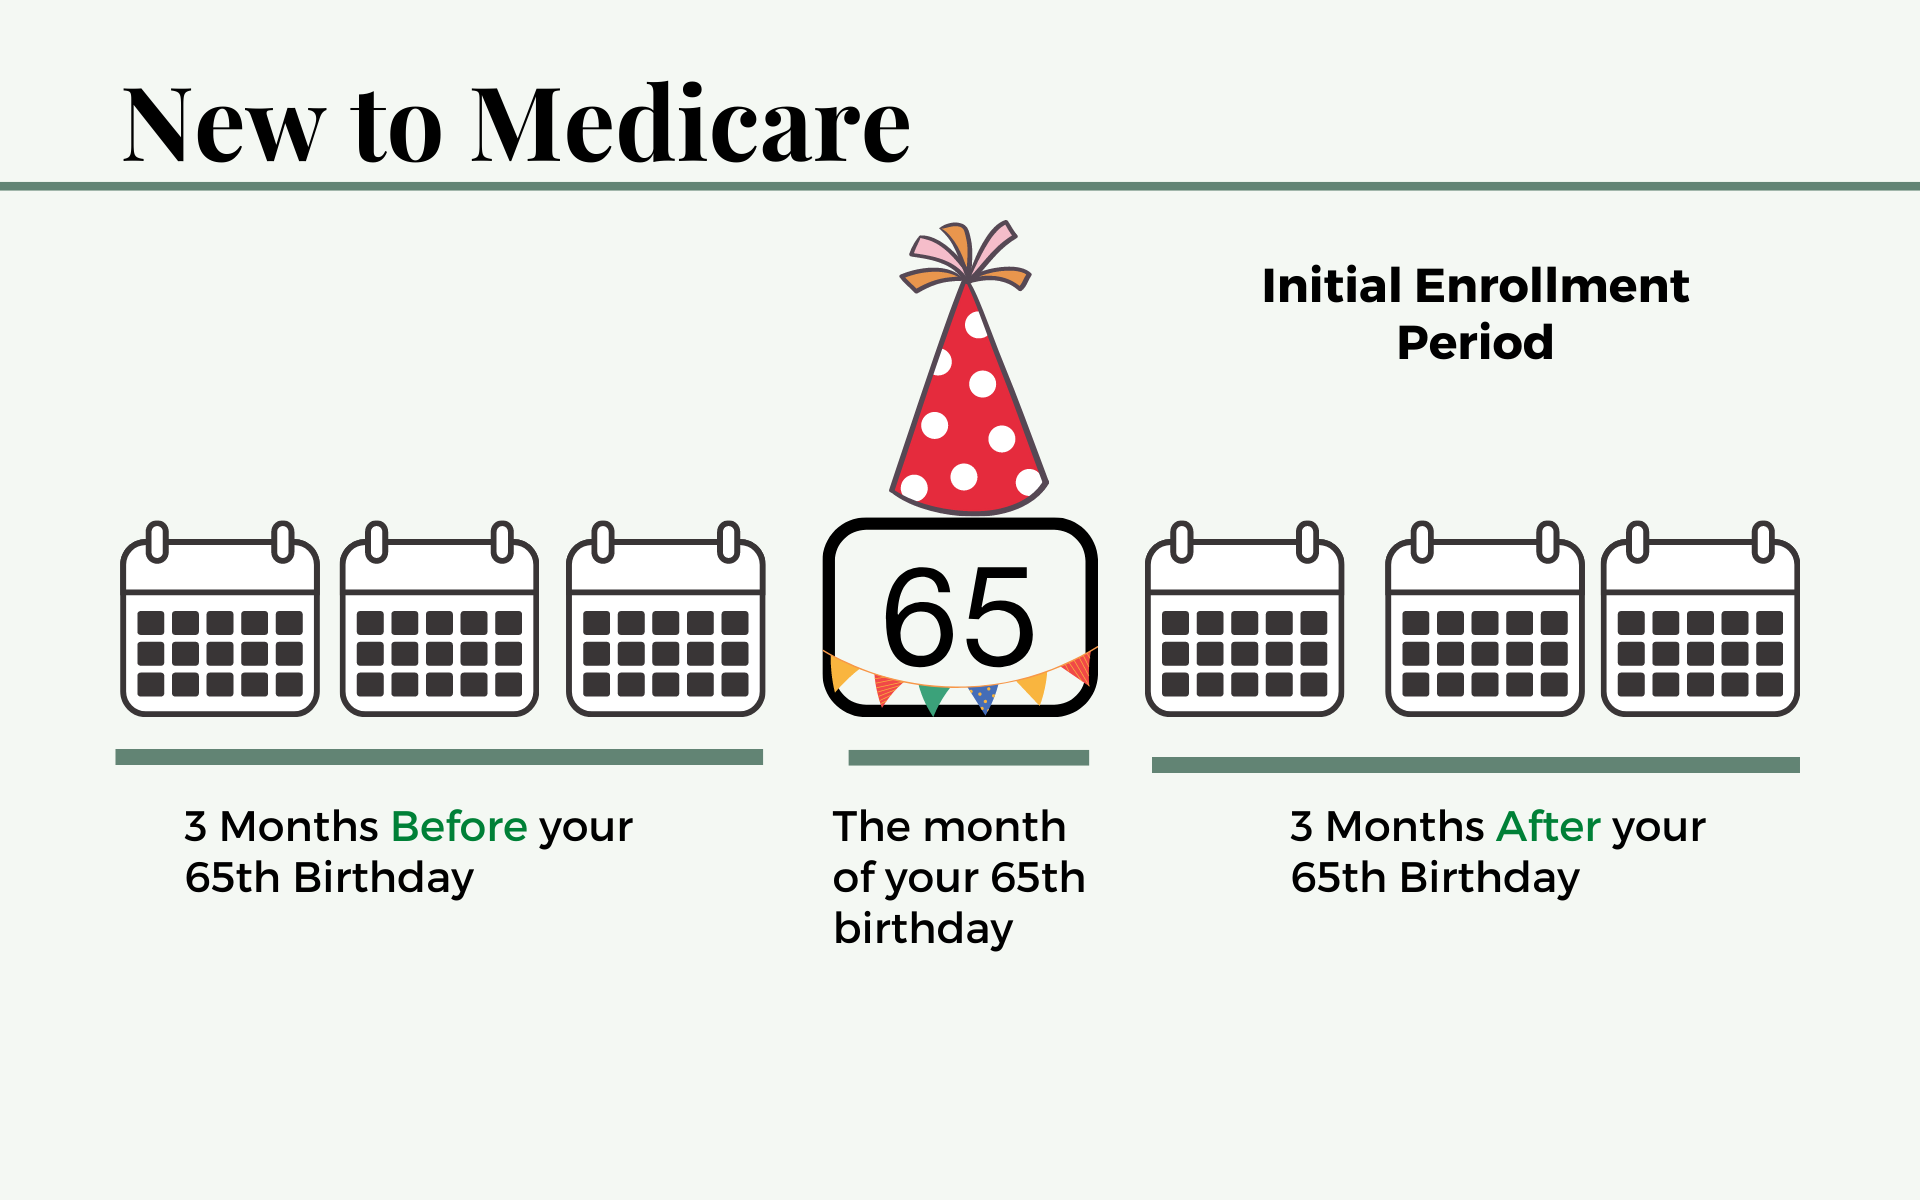 New to Medicare
Initial Enrollment
Period
65
3 Months Before your
65th Birthday
The month
of your 65th
birthday
3 Months After your
65th Birthday